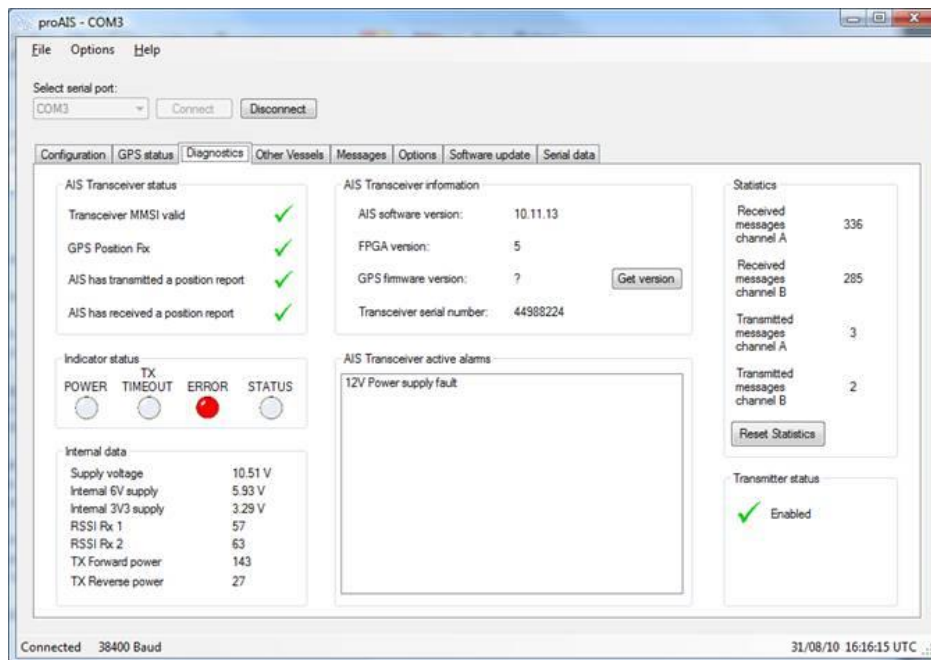 proAIS - COM3
File Options Help
Select serial port:
COM3 Connect Disconnect
Configuration GPS status Diagnostics Other Vessels Messages Options Software update Serial data
AIS Transceiver status
Transceiver MMSI valid
GPS Position Fix
AIS has transmitted a position report
AIS has received a position report
Indicator status
POWER TX TIMEOUT ERROR STATUS
Internal data
Supply voltage 10.51 V
Internal 6V supply 5.93 V
Internal 3V3 supply 3.29 V
RSSI Rx 1 57
RSSI Rx 2 63
TX Forward power 143
TX Reverse power 27
AIS Transceiver information
AIS software version: 10.11.13
FPGA version: 5
GPS firmware version: ? Get version
Transceiver serial number: 44988224
AIS Transceiver active alarms
12V Power supply fault
Statistics
Received
messages
channel A 336
Received
messages
channel B 285
Transmitted
messages
channel A 3
Transmitted
messages
channel B 2
Reset Statistics
Transmitter status
Enabled
Connected 38400 Baud 31/08/10 16:16:15 UTC